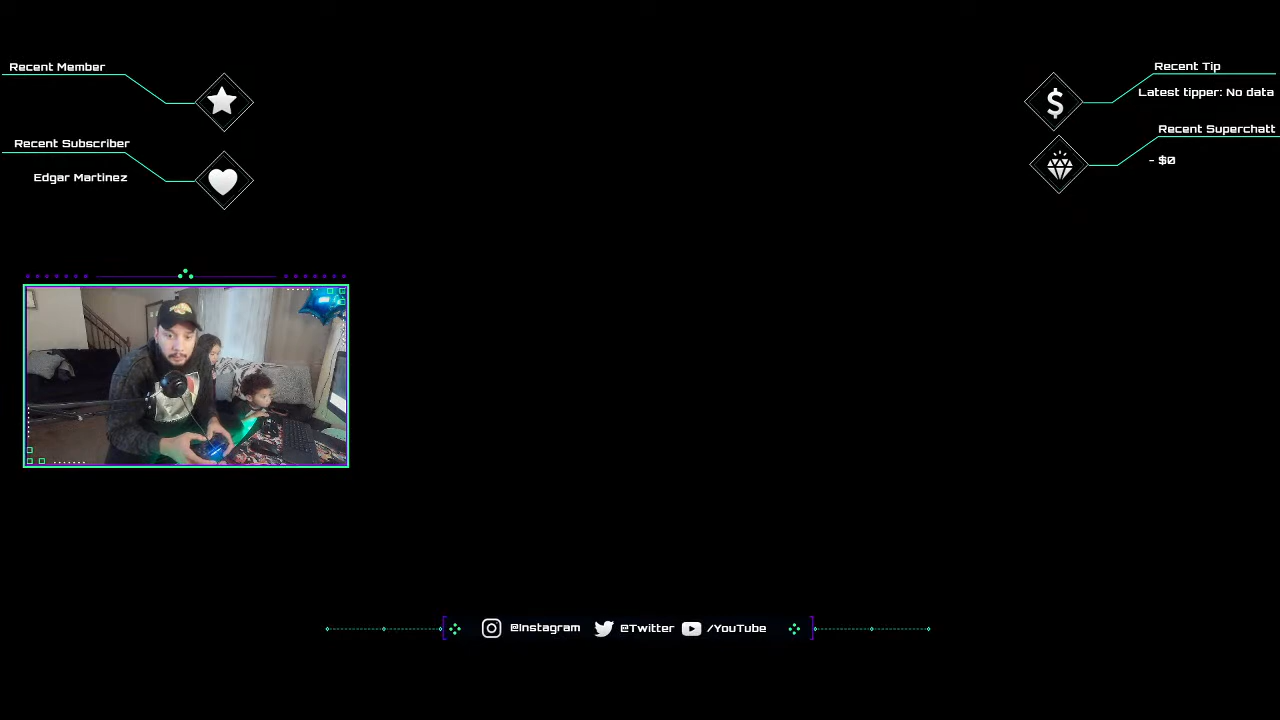 Recent Member
Recent Subscriber
Edgar Martinez
Recent Tip
Latest tipper: No data
Recent Superchatt
- $0
@Instagram @Twitter /YouTube